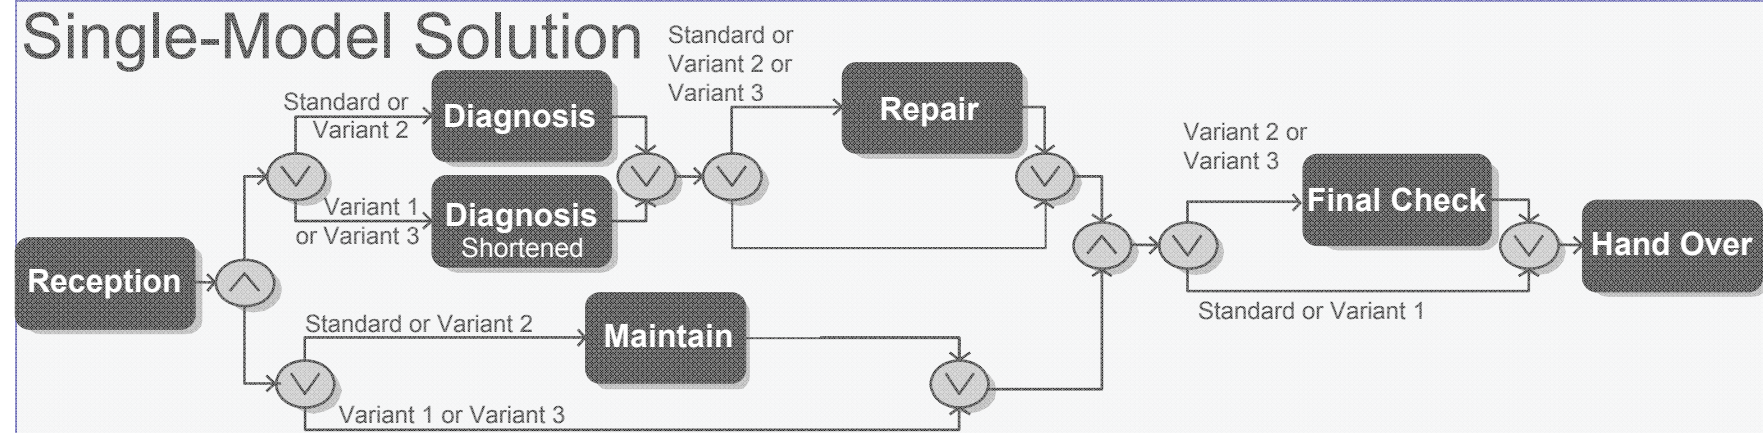 Single-Model Solution
Standard or
Variant 2 or
Variant 3
Standard or
Variant 2
Diagnosis
Repair
Variant 1
or Variant 3
Diagnosis
Shortened
Variant 2 or
Variant 3
Final Check
Hand Over
Reception
Standard or Variant 1
Standard or Variant 2
Maintain
Variant 1 or Variant 3